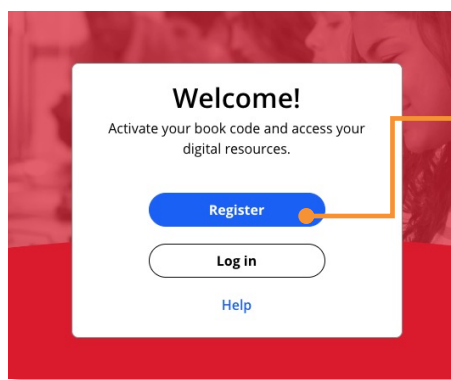 Welcome!
Activate your book code and access your
digital resources.
Register
Log in
Help